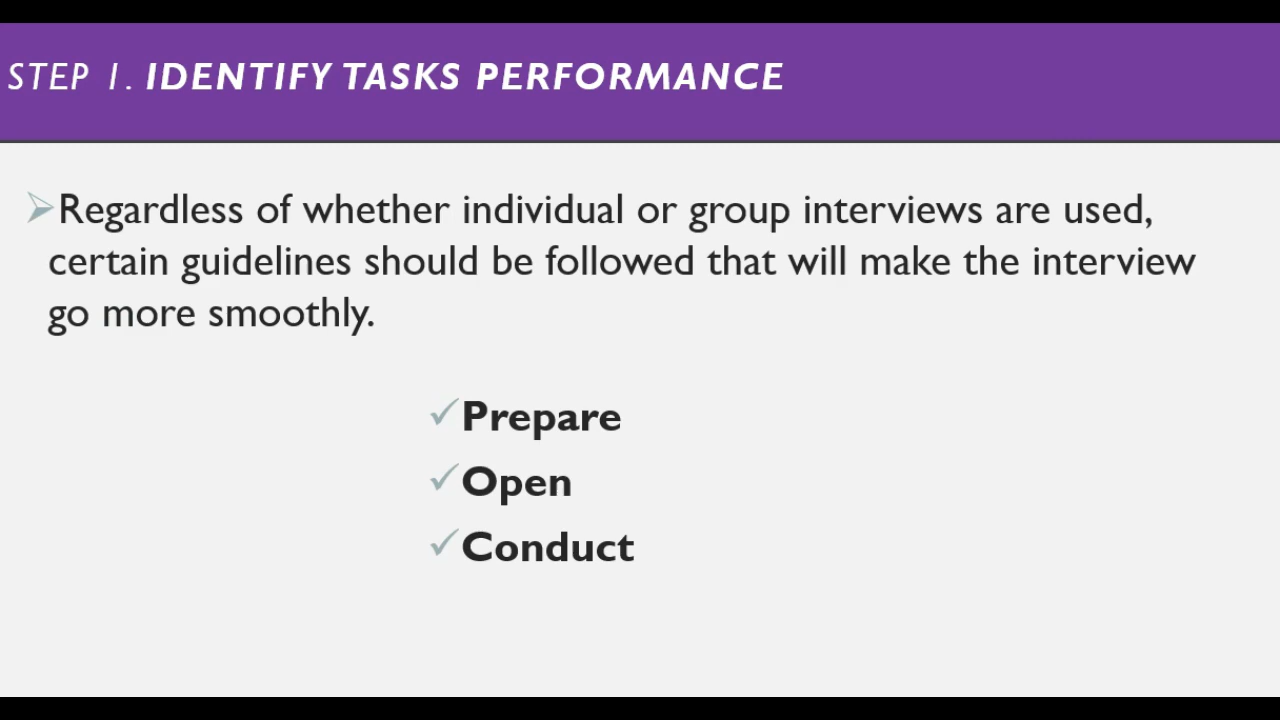 STEP 1. IDENTIFY TASKS PERFORMANCE
Regardless of whether individual or group interviews are used,
certain guidelines should be followed that will make the interview
go more smoothly.
Prepare
Open
Conduct